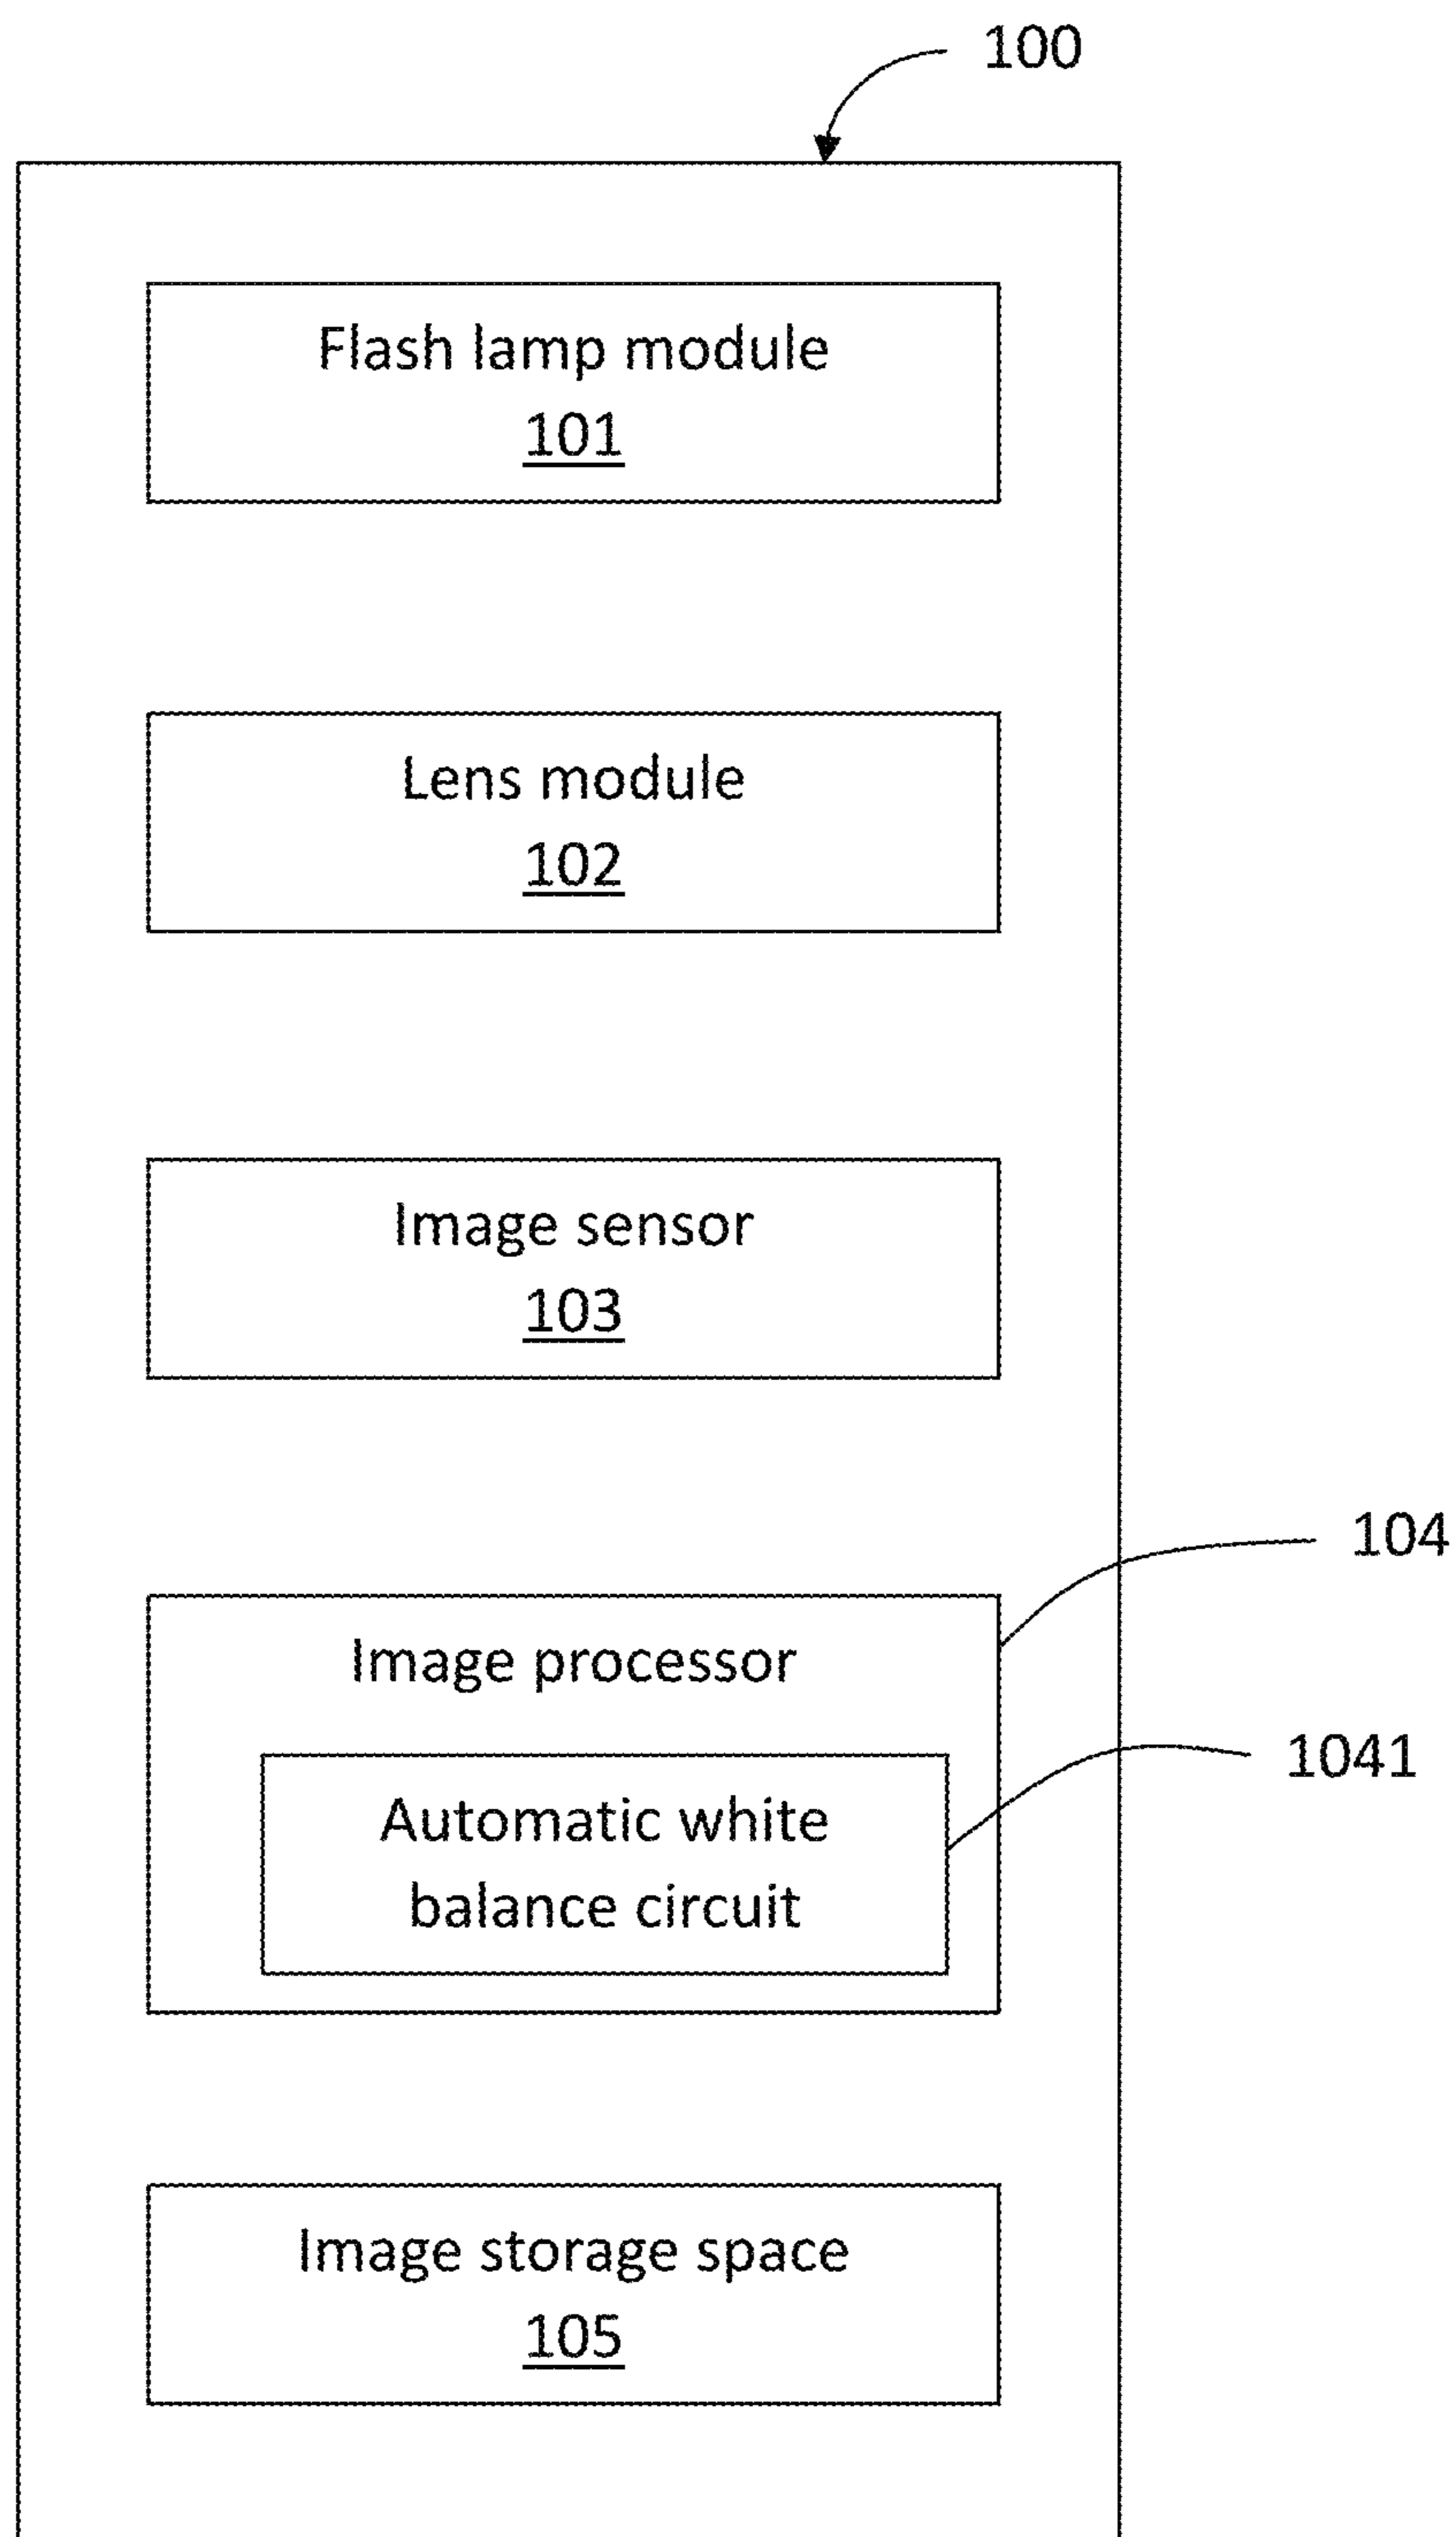 100
Flash lamp module
101
Lens module
102
Image sensor
103
104
Image processor
1041
Automatic white
balance circuit
Image storage space
105